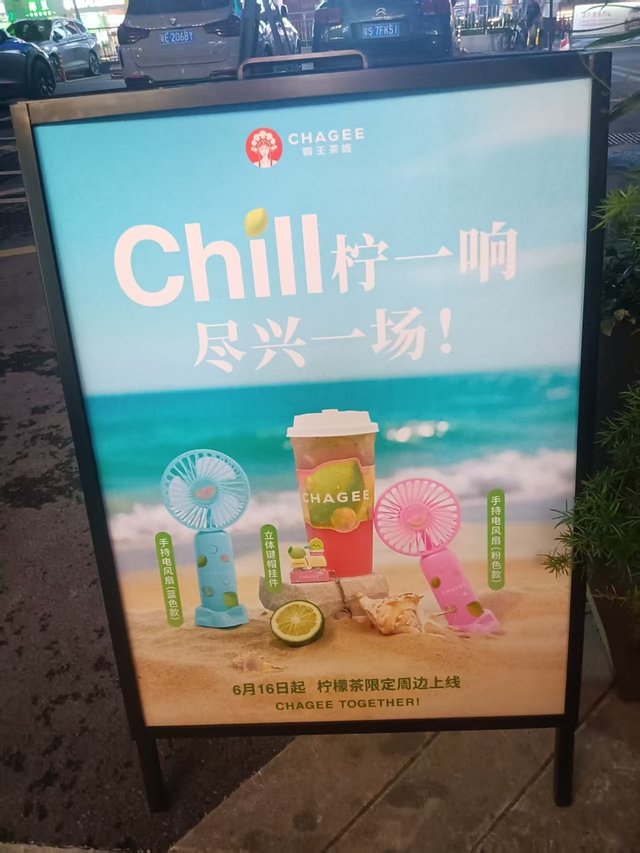 CHAGEE
霸王茶姬
Chill柠一响
尽兴一场！
CHAGEE
手持电风扇（蓝色款）
立体键帽挂件
手持电风扇（粉色款）
CHAGEE
6月16日起 柠檬茶限定周边上线
CHAGEE TOGETHER!